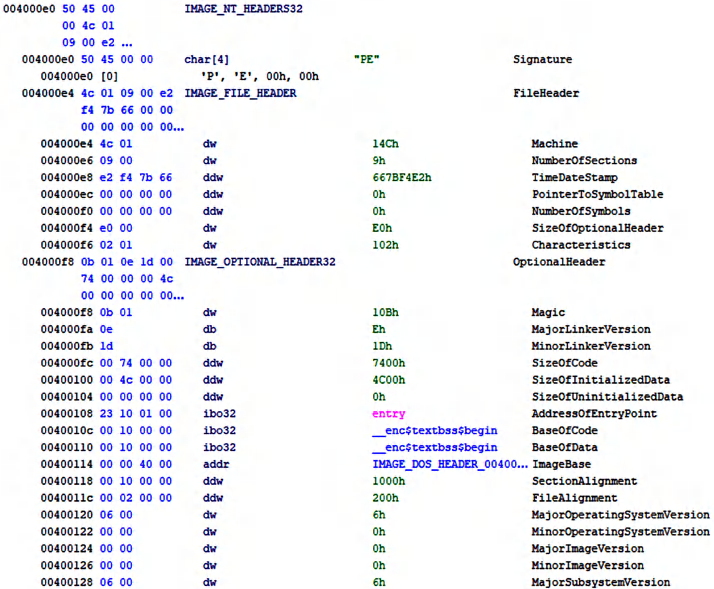 004000e0 50 45 00 IMAGE_NT_HEADERS32
00 4c 01
09 00 e2 ...
004000e0 50 45 00 00 char[4] "PE" Signature
004000e0 [0] 'P', 'E', 00h, 00h
004000e4 4c 01 09 00 e2 IMAGE_FILE_HEADER FileHeader
f4 7b 66 00 00
00 00 00 00 00...
004000e4 4c 01 dw 14Ch Machine
004000e6 09 00 dw 9h NumberOfSections
004000e8 e2 f4 7b 66 ddw 667BF4E2h TimeDateStamp
004000ec 00 00 00 00 ddw 0h PointerToSymbolTable
004000f0 00 00 00 00 ddw 0h NumberOfSymbols
004000f4 e0 00 dw E0h SizeOfOptionalHeader
004000f6 02 01 dw 102h Characteristics
004000f8 0b 01 0e 1d 00 IMAGE_OPTIONAL_HEADER32 OptionalHeader
74 00 00 00 4c
00 00 00 00 00...
004000f8 0b 01 dw 10Bh Magic
004000fa 0e db Eh MajorLinkerVersion
004000fb 1d db 1Dh MinorLinkerVersion
004000fc 00 74 00 00 ddw 7400h SizeOfCode
00400100 00 4c 00 00 ddw 4C00h SizeOfInitializedData
00400104 00 00 00 00 ddw 0h SizeOfUninitializedData
00400108 23 10 01 00 ibo32 entry AddressOfEntryPoint
0040010c 00 10 00 00 ibo32 __enc$textbss$begin BaseOfCode
00400110 00 10 00 00 ibo32 __enc$textbss$begin BaseOfData
00400114 00 00 40 00 addr IMAGE_DOS_HEADER_00400... ImageBase
00400118 00 10 00 00 ddw 1000h SectionAlignment
0040011c 00 02 00 00 ddw 200h FileAlignment
00400120 06 00 dw 6h MajorOperatingSystemVersion
00400122 00 00 dw 0h MinorOperatingSystemVersion
00400124 00 00 dw 0h MajorImageVersion
00400126 00 00 dw 0h MinorImageVersion
00400128 06 00 dw 6h MajorSubsystemVersion